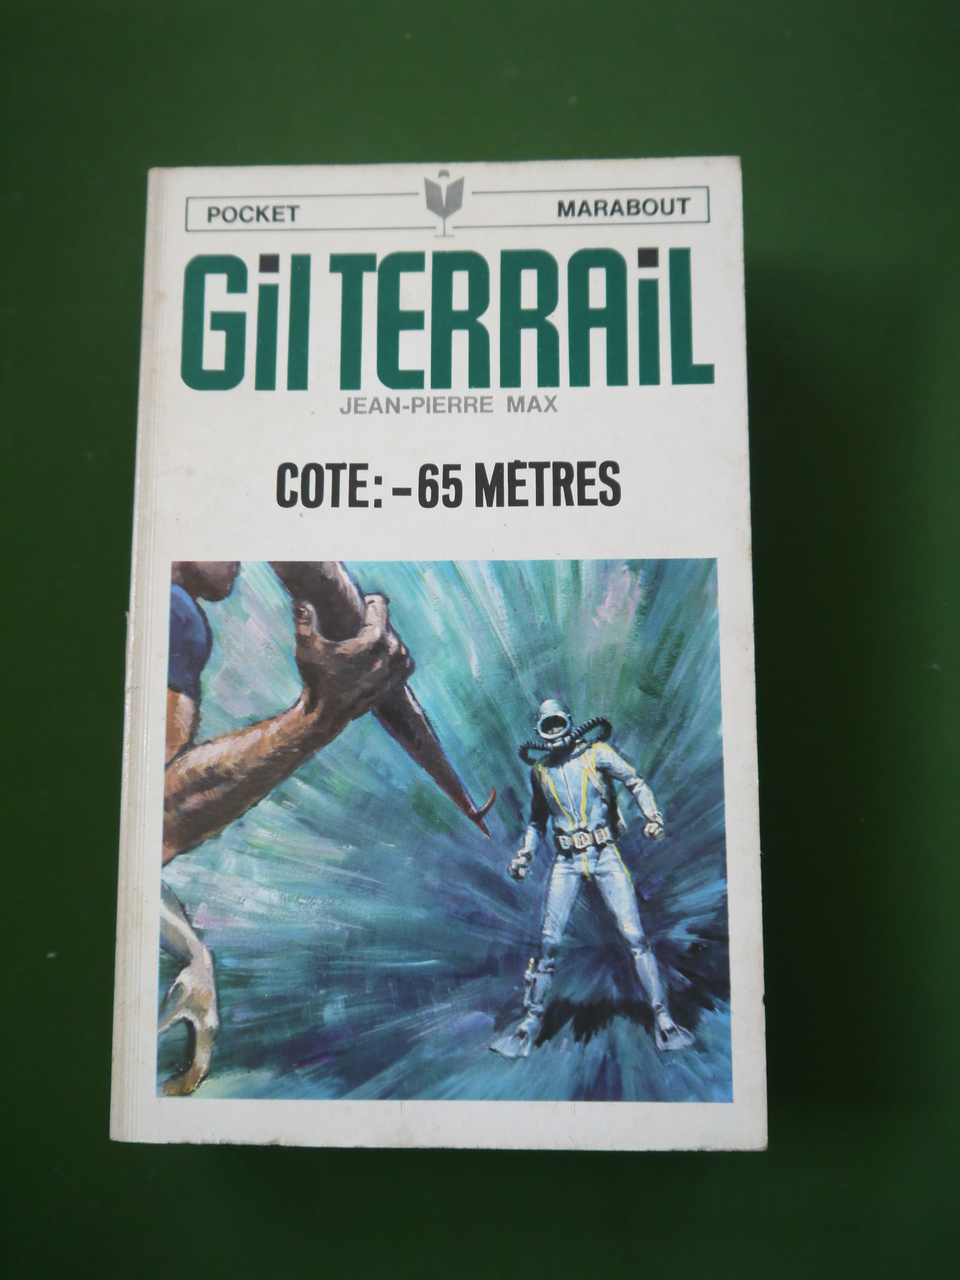 POCKET MARABOUT
GiL TERRAiL
JEAN-PIERRE MAX
COTE: -65 MÈTRES